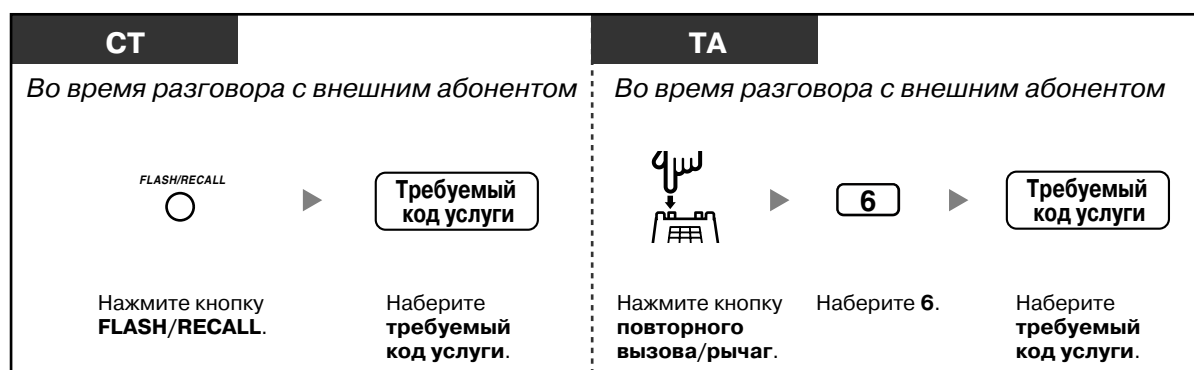 СТ
Во время разговора с внешним абонентом
FLASH/RECALL
Требуемый
код услуги
Нажмите кнопку
FLASH/RECALL.
Наберите
требуемый
код услуги.
ТА
Во время разговора с внешним абонентом
6
Требуемый
код услуги
Нажмите кнопку
повторного
вызова/рычаг.
Наберите 6.
Наберите
требуемый
код услуги.